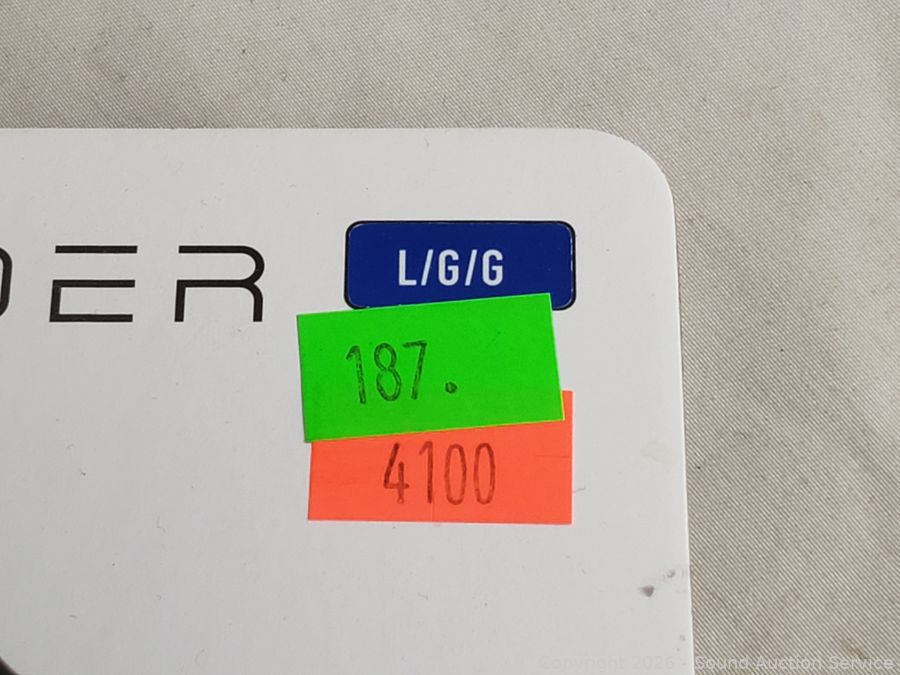 DER
L/G/G
187.
4100
Copyright 2026 - Sound Auction Service